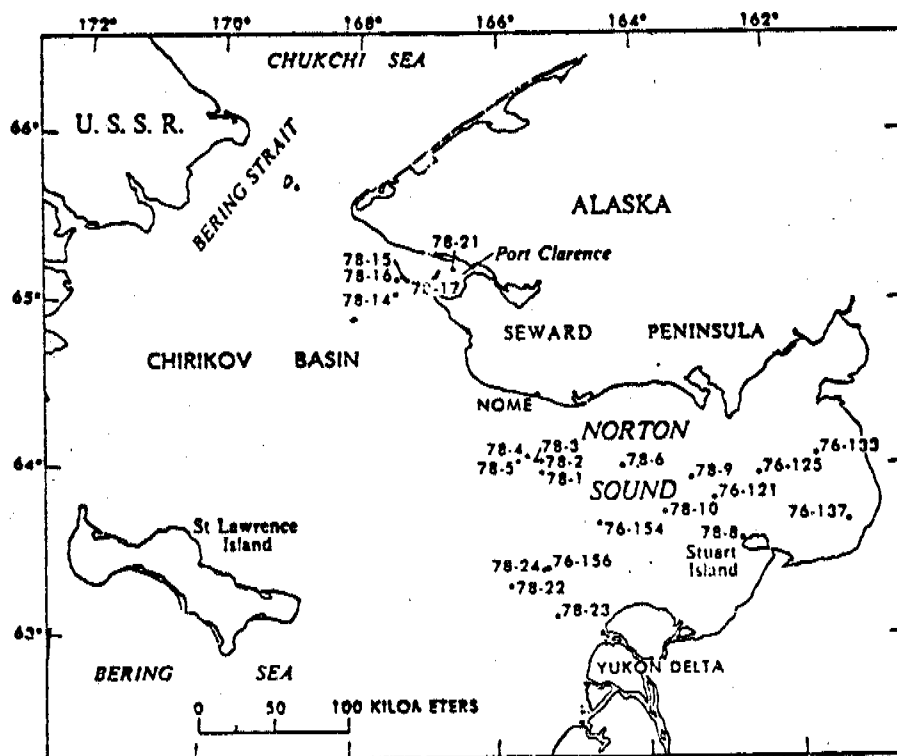 172° 170° 168° 166° 164° 162°
CHUKCHI SEA
66°
U. S. S. R.
BERING STRAIT
ALASKA
78-21
78-15
Port Clarence
78-16
78-17
65°
78-14
SEWARD PENINSULA
CHIRIKOV BASIN
NOME
NORTON
78-4 78-3
76-133
64°
78-5 78-2 78-6 78-9 76-125
78-1
SOUND
76-121
78-10
76-137
76-154
78-8
St Lawrence
Island
Stuart
Island
78-24 76-156
78-22
78-23
63°
YUKON DELTA
BERING SEA
0 50 100 KILOA ETERS